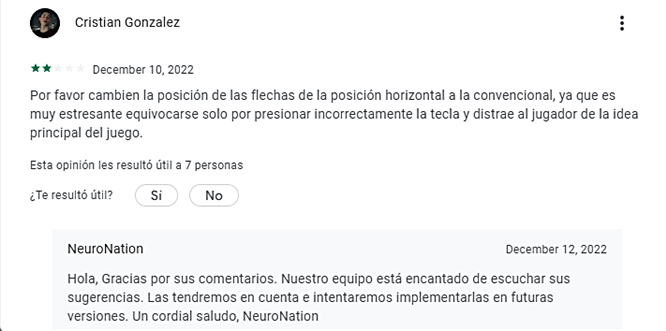 Cristian Gonzalez
December 10, 2022
Por favor cambien la posición de las flechas de la posición horizontal a la convencional, ya que es
muy estresante equivocarse solo por presionar incorrectamente la tecla y distrae al jugador de la idea
principal del juego.
Esta opinión les resultó útil a 7 personas
¿Te resultó útil? Sí No
NeuroNation December 12, 2022
Hola, Gracias por sus comentarios. Nuestro equipo está encantado de escuchar sus
sugerencias. Las tendremos en cuenta e intentaremos implementarlas en futuras
versiones. Un cordial saludo, NeuroNation